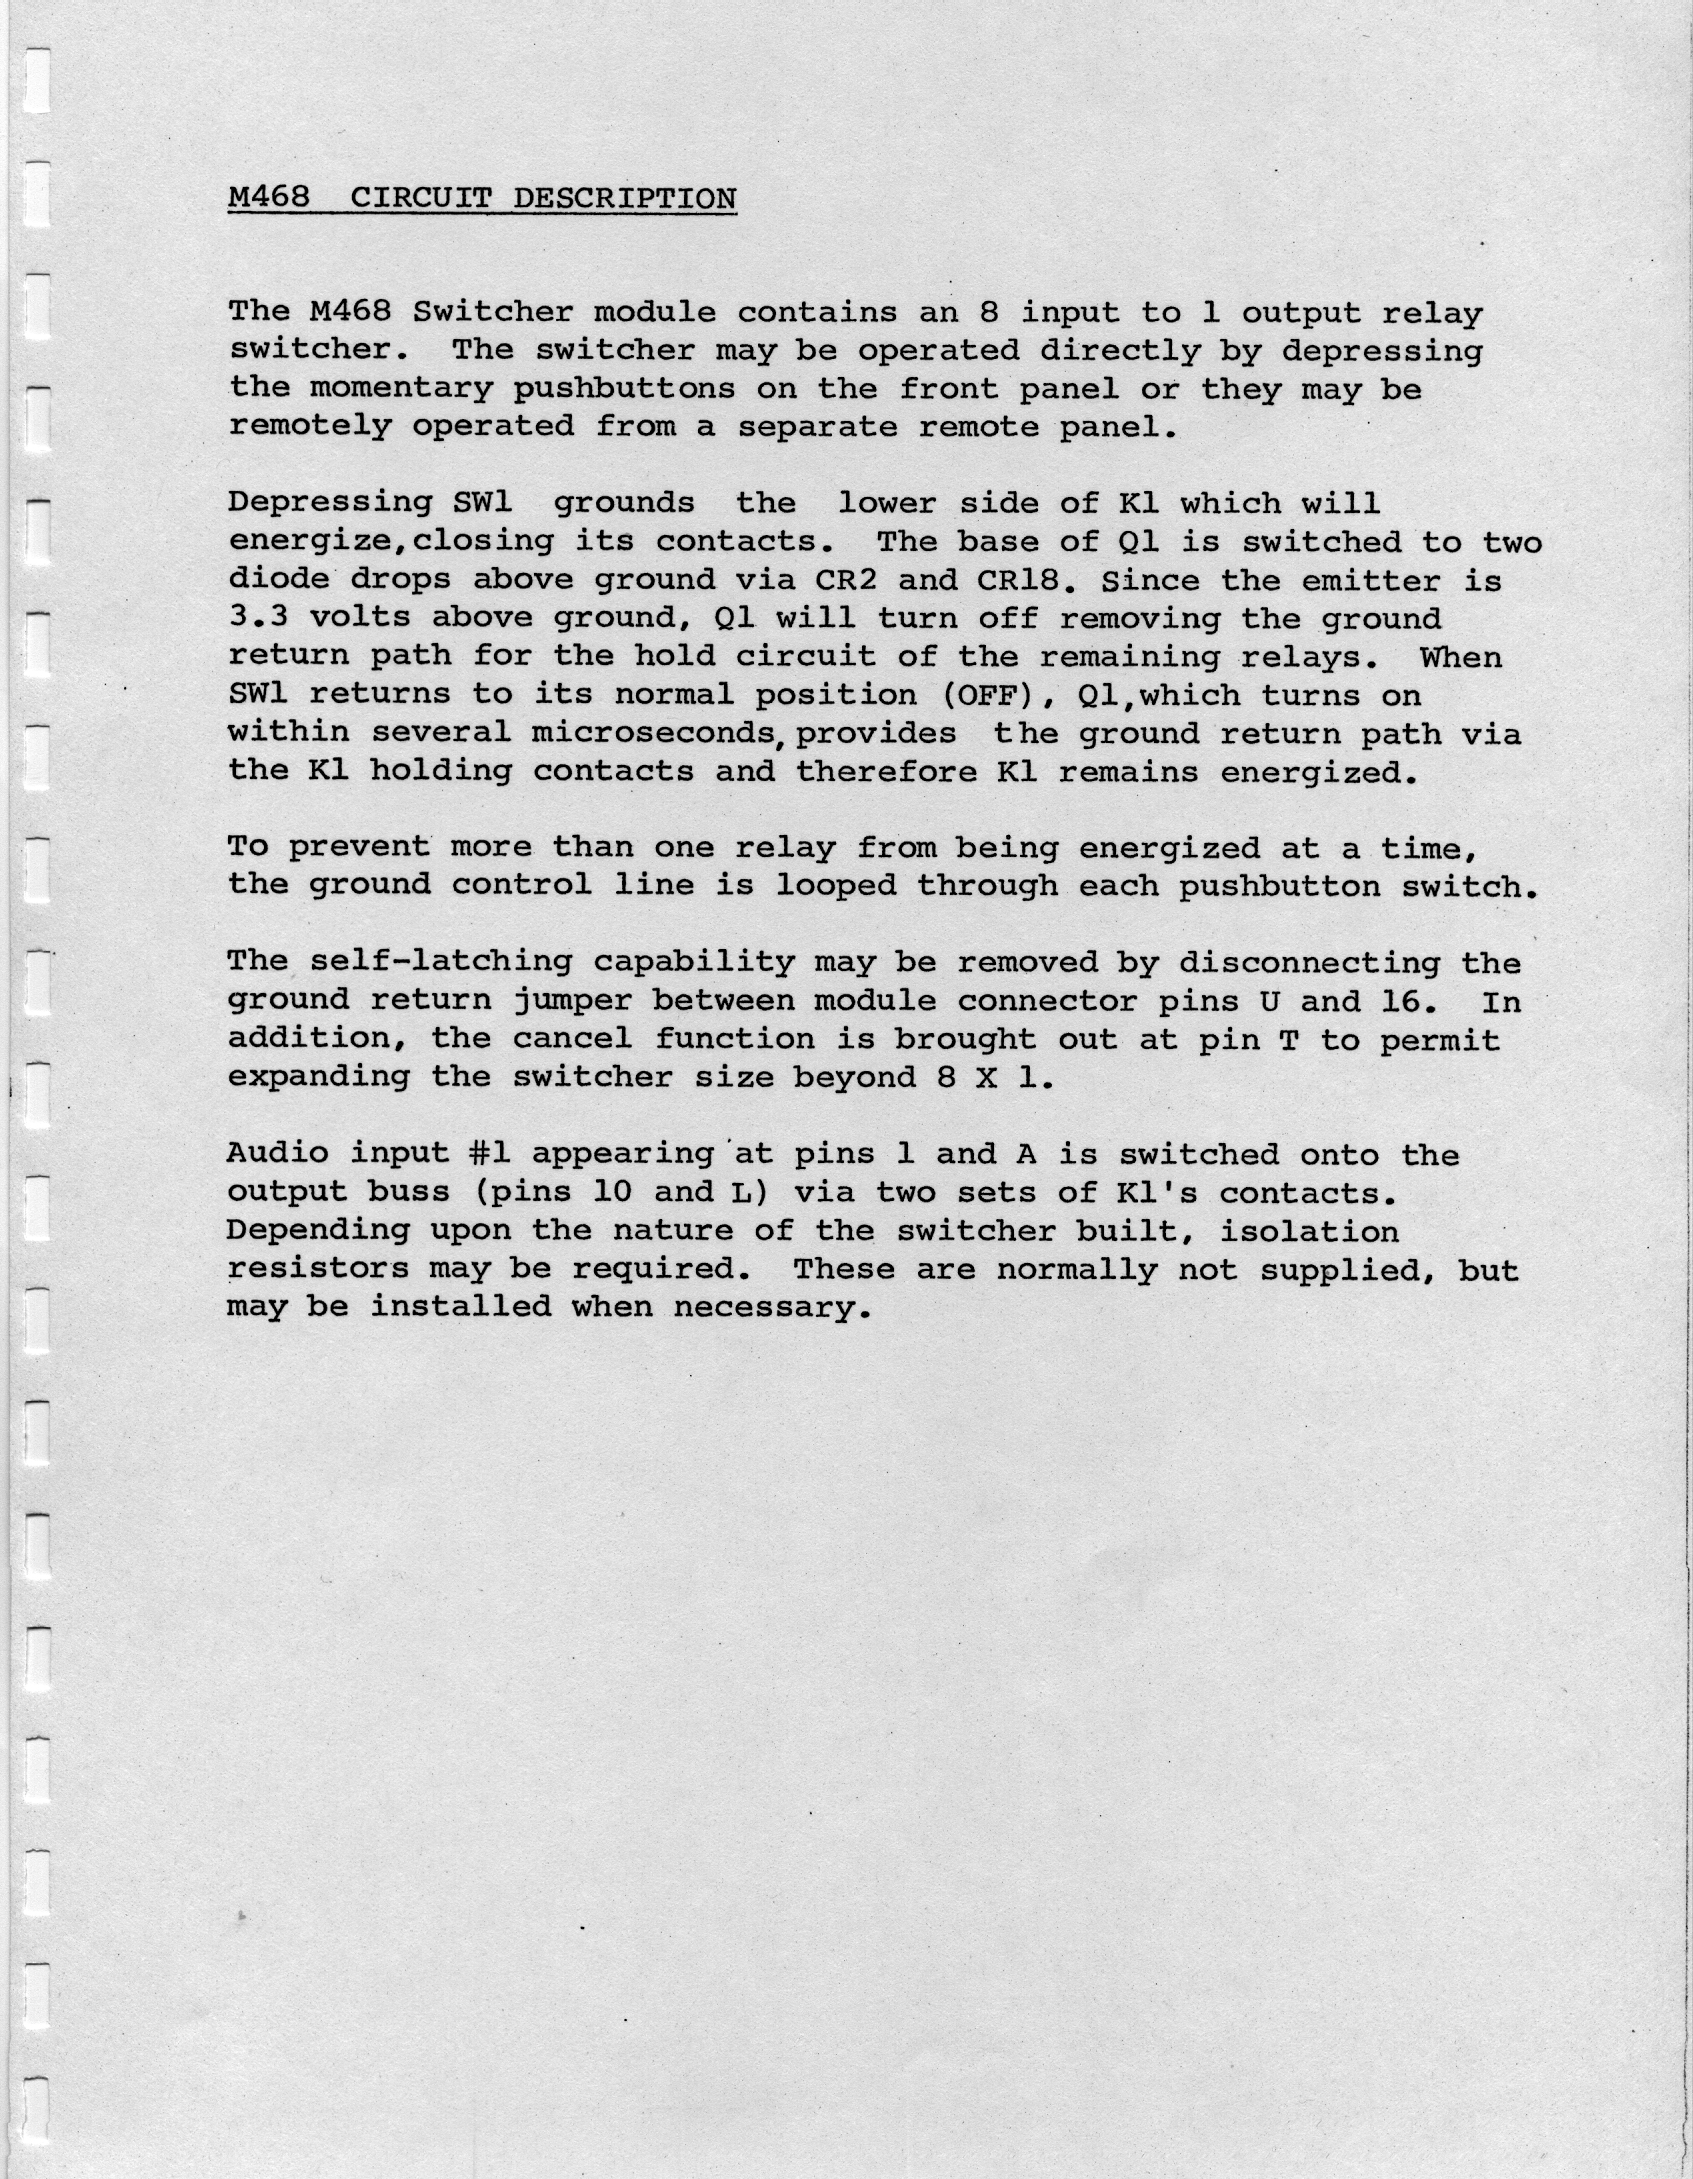 M468 CIRCUIT DESCRIPTION
The M468 Switcher module contains an 8 input to 1 output relay
switcher. The switcher may be operated directly by depressing
the momentary pushbuttons on the front panel or they may be
remotely operated from a separate remote panel.
Depressing SW1 grounds the lower side of K1 which will
energize,closing its contacts. The base of Q1 is switched to two
diode drops above ground via CR2 and CR18. Since the emitter is
3.3 volts above ground, Q1 will turn off removing the ground
return path for the hold circuit of the remaining relays. When
SW1 returns to its normal position (OFF), Q1,which turns on
within several microseconds,provides the ground return path via
the K1 holding contacts and therefore K1 remains energized.
To prevent more than one relay from being energized at a time,
the ground control line is looped through each pushbutton switch.
The self-latching capability may be removed by disconnecting the
ground return jumper between module connector pins U and 16. In
addition, the cancel function is brought out at pin T to permit
expanding the switcher size beyond 8 X 1.
Audio input #1 appearing at pins 1 and A is switched onto the
output buss (pins 10 and L) via two sets of K1's contacts.
Depending upon the nature of the switcher built, isolation
resistors may be required. These are normally not supplied, but
may be installed when necessary.